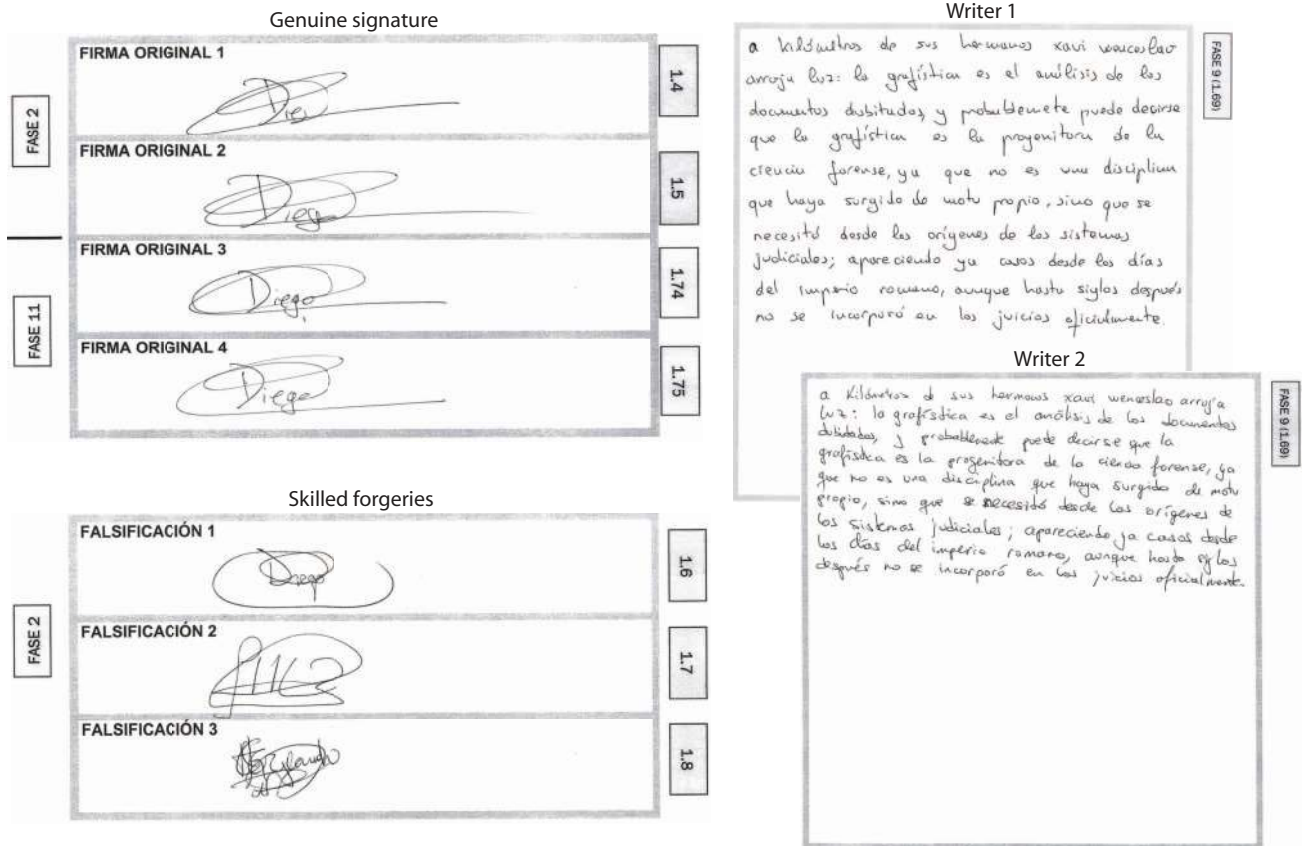 Genuine signature
FASE 2
FIRMA ORIGINAL 1
Die
1.4
FIRMA ORIGINAL 2
Diego
1.5
FASE 11
FIRMA ORIGINAL 3
Diego
1.74
FIRMA ORIGINAL 4
Diego
1.75
Skilled forgeries
FASE 2
FALSIFICACIÓN 1
Diego
1.6
FALSIFICACIÓN 2
1.7
FALSIFICACIÓN 3
1.8
Writer 1
FASE 9 (1.69)
a kilómetros de sus hermanos xavi wenceslao
arroja luz: la grafística es el análisis de los
documentos dubitados, y probablemete puede decirse
que la grafística es la progenitora de la
ciencia forense, ya que no es una disciplina
que haya surgido de motu propio, sino que se
necesitó desde los orígenes de los sistemas
judiciales; apareciendo ya casos desde los días
del imperio romano, aunque hasta siglos después
no se incorporó en los juicios oficialmente.
Writer 2
FASE 9 (1.69)
a Kilómetros de sus hermanos xavi wenceslao arroja
luz: la grafística es el análisis de los documentos
dubitados, y probablemente puede decirse que la
grafística es la progenitora de la ciencia forense, ya
que no es una disciplina que haya surgido de motu
propio, sino que se necesitó desde los orígenes de
los sistemas judiciales; apareciendo ya casos desde
los días del imperio romano, aunque hasta siglos
después no se incorporó en los juicios oficialmente.